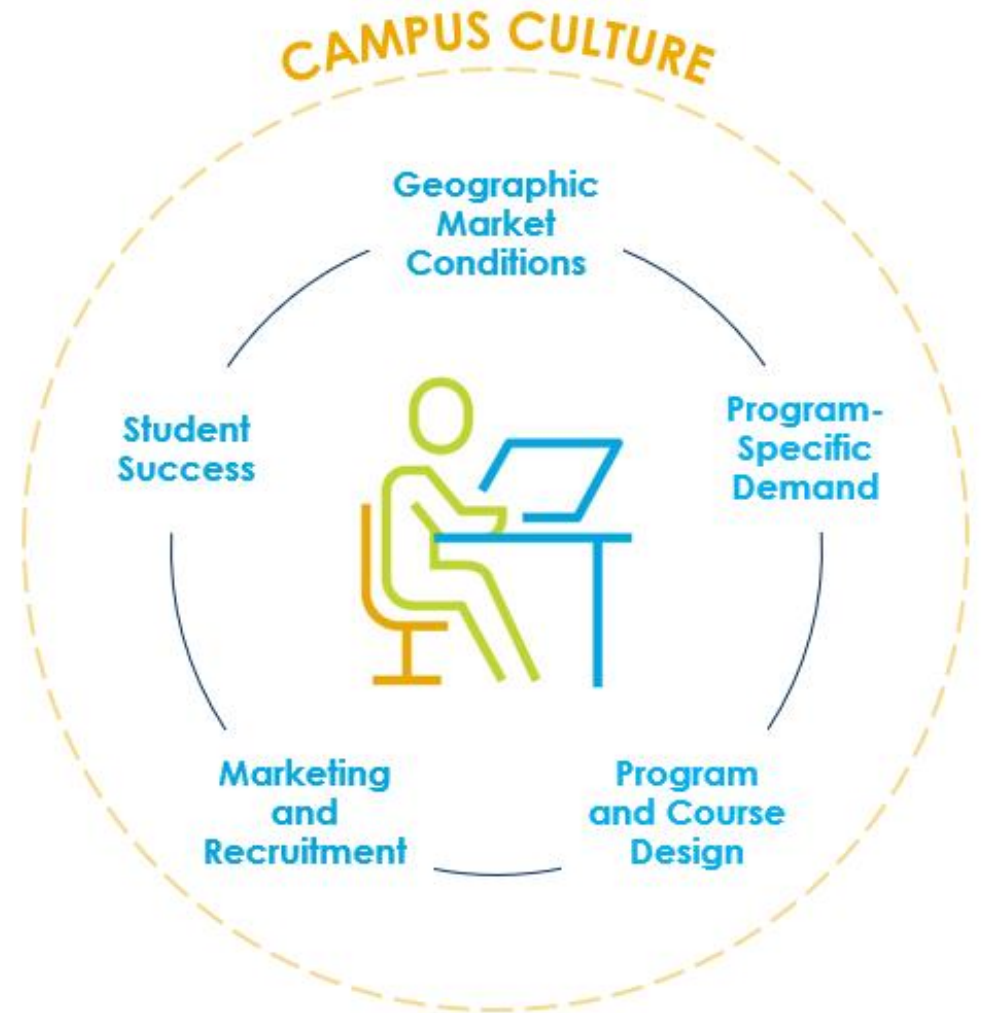 CAMPUS CULTURE
Geographic
Market
Conditions
Program-
Specific
Demand
Program
and Course
Design
Marketing
and
Recruitment
Student
Success